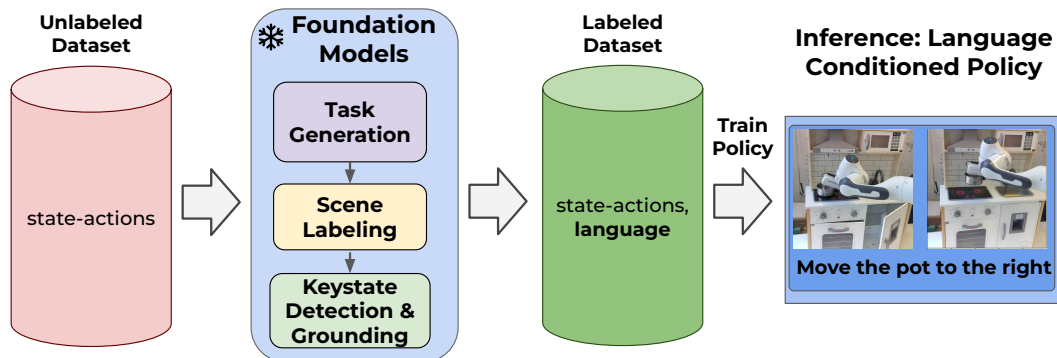 Unlabeled
Dataset
state-actions
Foundation
Models
Task
Generation
Scene
Labeling
Keystate
Detection &
Grounding
Labeled
Dataset
state-actions,
language
Train
Policy
Inference: Language
Conditioned Policy
Move the pot to the right